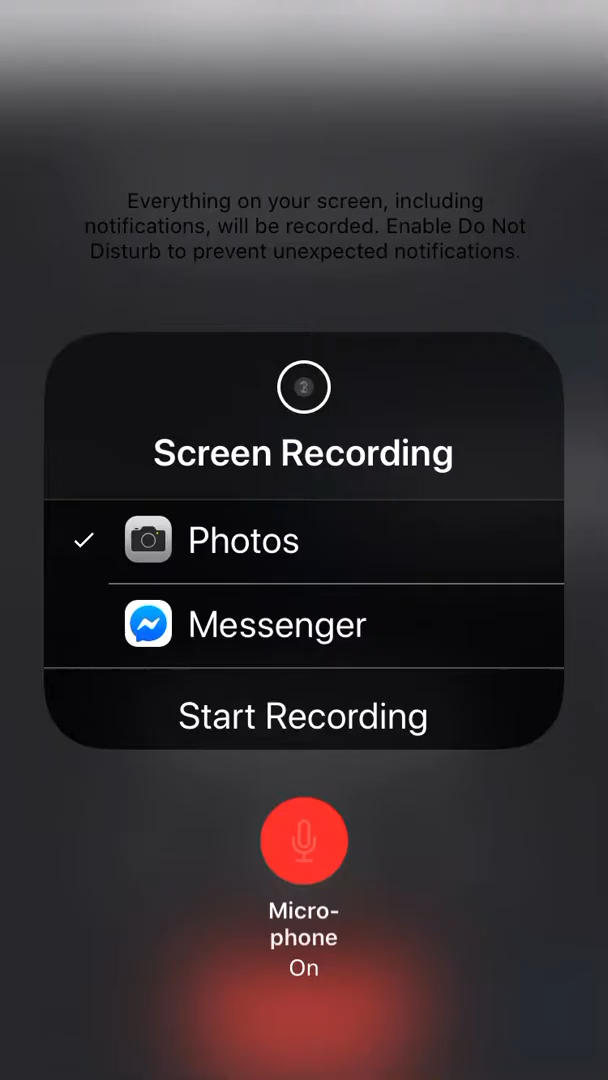 Everything on your screen, including
notifications, will be recorded. Enable Do Not
Disturb to prevent unexpected notifications.
Screen Recording
Photos
Messenger
Start Recording
Micro-
phone
On